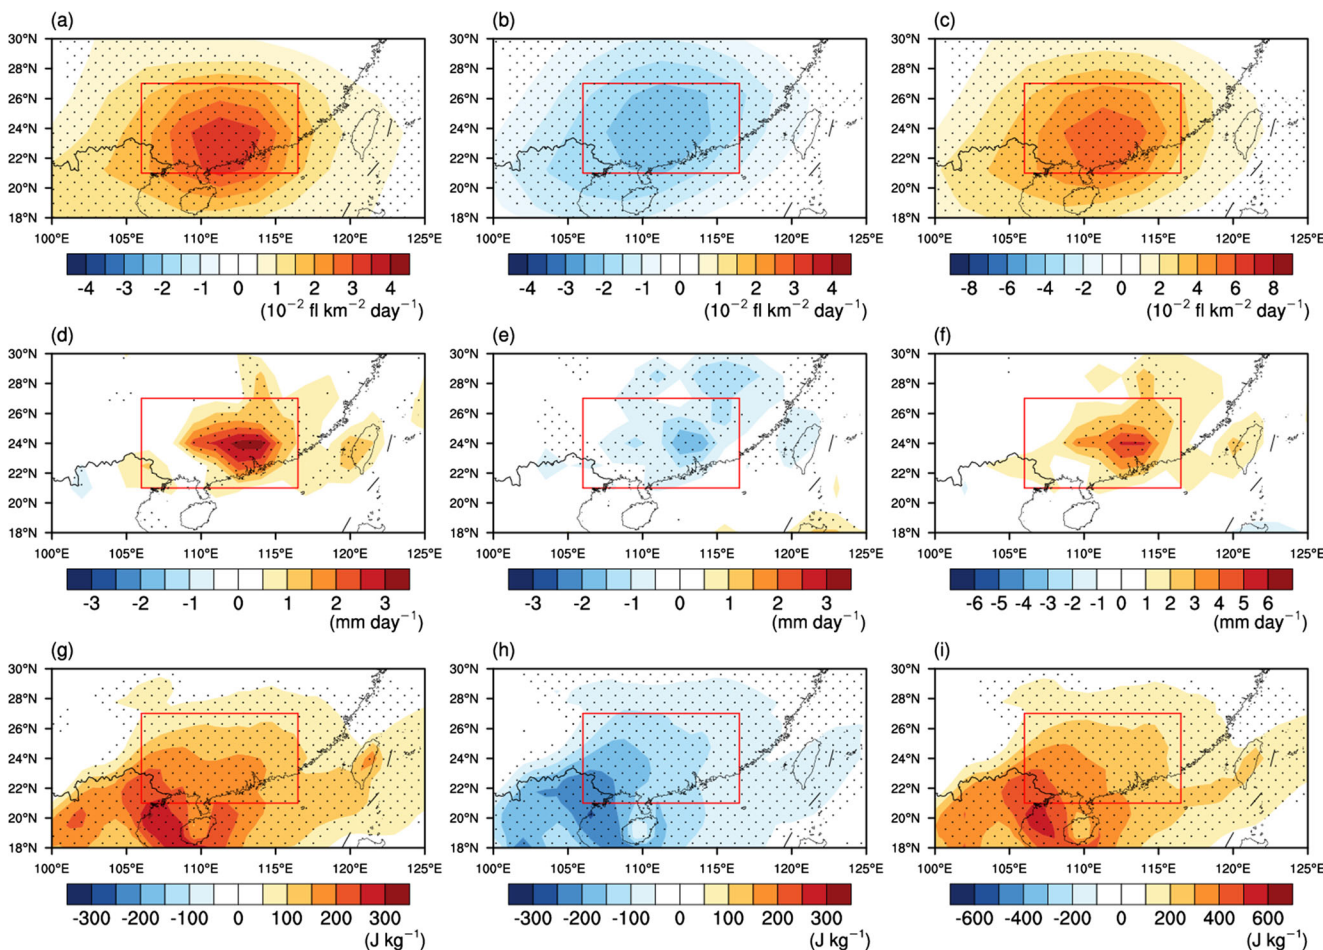 (a) (b) (c)
30°N 30°N 30°N
28°N 28°N 28°N
26°N 26°N 26°N
24°N 24°N 24°N
22°N 22°N 22°N
20°N 20°N 20°N
18°N 18°N 18°N
100°E 105°E 110°E 115°E 120°E 125°E 100°E 105°E 110°E 115°E 120°E 125°E 100°E 105°E 110°E 115°E 120°E 125°E
-4 -3 -2 -1 0 1 2 3 4 -4 -3 -2 -1 0 1 2 3 4 -8 -6 -4 -2 0 2 4 6 8
(10⁻² fl km⁻² day⁻¹) (10⁻² fl km⁻² day⁻¹) (10⁻² fl km⁻² day⁻¹)
(d) (e) (f)
30°N 30°N 30°N
28°N 28°N 28°N
26°N 26°N 26°N
24°N 24°N 24°N
22°N 22°N 22°N
20°N 20°N 20°N
18°N 18°N 18°N
100°E 105°E 110°E 115°E 120°E 125°E 100°E 105°E 110°E 115°E 120°E 125°E 100°E 105°E 110°E 115°E 120°E 125°E
-3 -2 -1 0 1 2 3 -3 -2 -1 0 1 2 3 -6 -5 -4 -3 -2 -1 0 1 2 3 4 5 6
(mm day⁻¹) (mm day⁻¹) (mm day⁻¹)
(g) (h) (i)
30°N 30°N 30°N
28°N 28°N 28°N
26°N 26°N 26°N
24°N 24°N 24°N
22°N 22°N 22°N
20°N 20°N 20°N
18°N 18°N 18°N
100°E 105°E 110°E 115°E 120°E 125°E 100°E 105°E 110°E 115°E 120°E 125°E 100°E 105°E 110°E 115°E 120°E 125°E
-300 -200 -100 0 100 200 300 -300 -200 -100 0 100 200 300 -600 -400 -200 0 200 400 600
(J kg⁻¹) (J kg⁻¹) (J kg⁻¹)